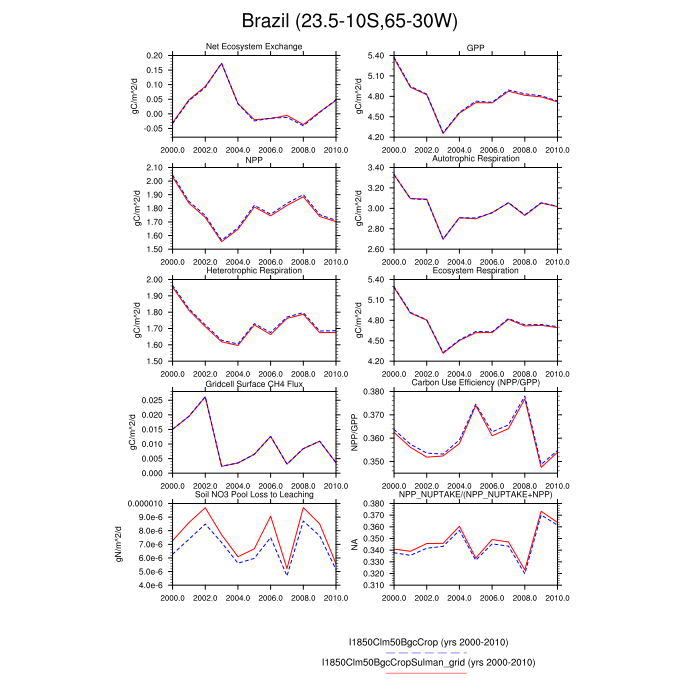 Brazil (23.5-10S,65-30W)
Net Ecosystem Exchange
gC/m^2/d
0.20
0.15
0.10
0.05
0.00
-0.05
2000.0 2002.0 2004.0 2006.0 2008.0 2010.0
GPP
gC/m^2/d
5.40
4.80
4.60
4.20
2000.0 2002.0 2004.0 2006.0 2008.0 2010.0
NPP
gC/m^2/d
2.10
2.00
1.90
1.80
1.70
1.60
1.50
2000.0 2002.0 2004.0 2006.0 2008.0 2010.0
Autotrophic Respiration
gC/m^2/d
3.40
3.20
3.00
2.80
2.60
2000.0 2002.0 2004.0 2006.0 2008.0 2010.0
Heterotrophic Respiration
gC/m^2/d
2.00
1.90
1.80
1.70
1.60
1.50
2000.0 2002.0 2004.0 2006.0 2008.0 2010.0
Ecosystem Respiration
gC/m^2/d
5.40
4.80
4.60
4.20
2000.0 2002.0 2004.0 2006.0 2008.0 2010.0
Gridcell Surface CH4 Flux
gC/m^2/d
0.025
0.020
0.015
0.010
0.005
0.000
2000.0 2002.0 2004.0 2006.0 2008.0 2010.0
Carbon Use Efficiency (NPP/GPP)
NPP/GPP
0.380
0.370
0.360
0.350
2000.0 2002.0 2004.0 2006.0 2008.0 2010.0
Soil NO3 Pool Loss to Leaching
gN/m^2/d
0.000010
9.0e-6
8.0e-6
7.0e-6
6.0e-6
5.0e-6
4.0e-6
2000.0 2002.0 2004.0 2006.0 2008.0 2010.0
NPP_NUPTAKE/(NPP_NUPTAKE+NPP)
NA
0.380
0.370
0.360
0.350
0.340
0.330
0.320
0.310
2000.0 2002.0 2004.0 2006.0 2008.0 2010.0
I1850Clm50BgcCrop (yrs 2000-2010)
I1850Clm50BgcCropSulman_grid (yrs 2000-2010)